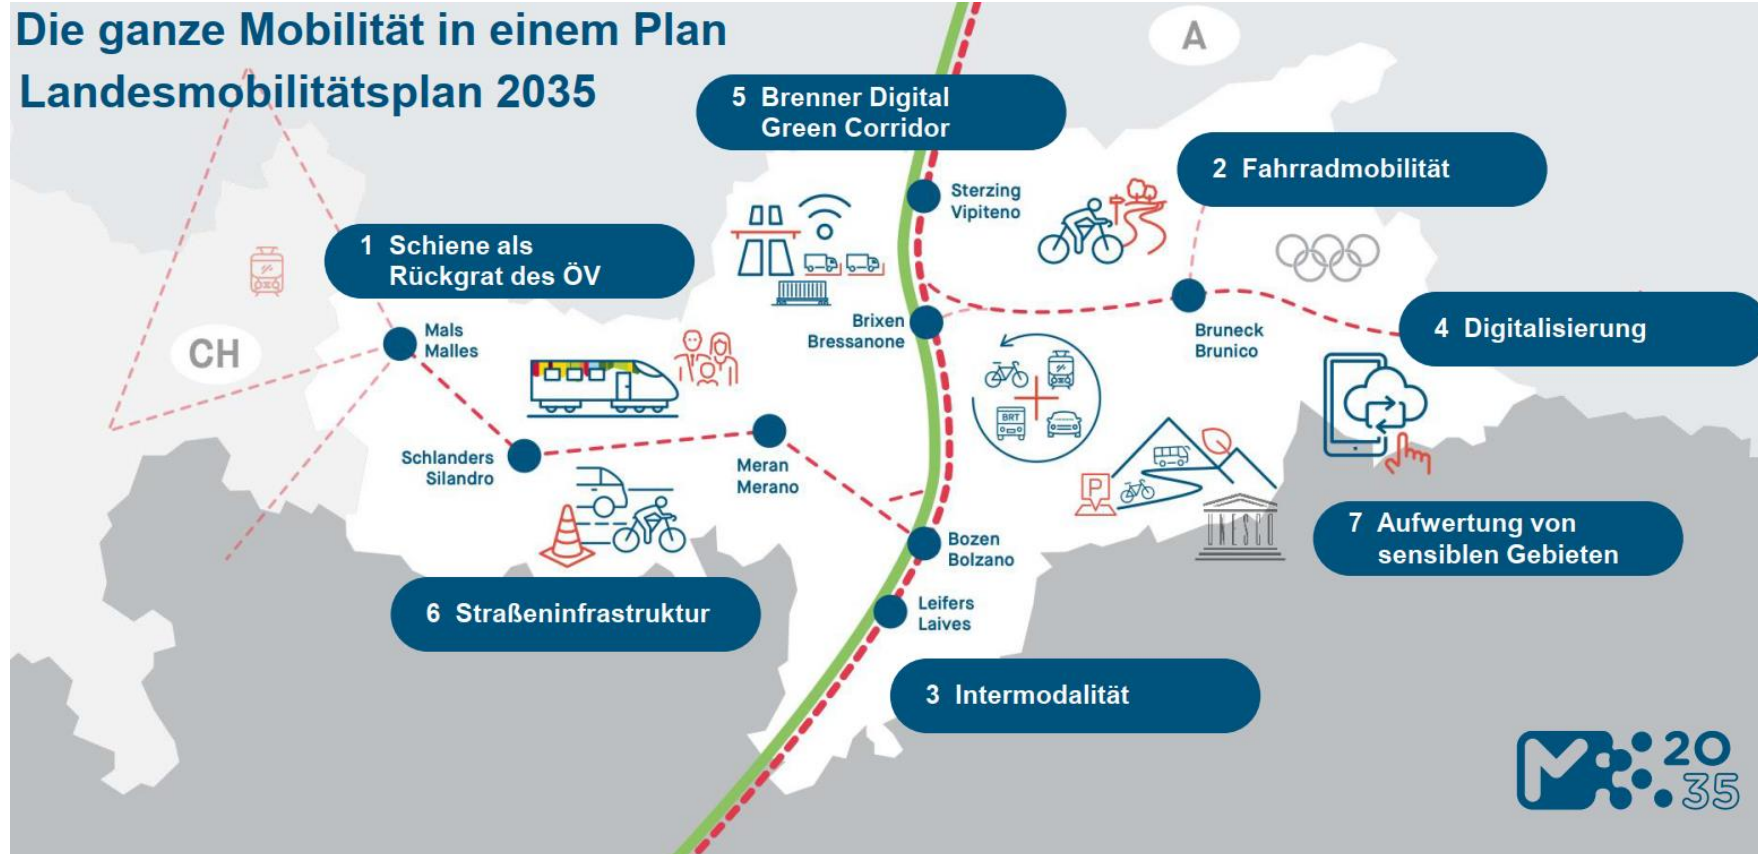 Die ganze Mobilität in einem Plan
Landesmobilitätsplan 2035
A
5 Brenner Digital
Green Corridor
2 Fahrradmobilität
Sterzing
Vipiteno
1 Schiene als
Rückgrat des ÖV
CH
Mals
Malles
Brixen
Bressanone
Bruneck
Brunico
4 Digitalisierung
BRT
Schlanders
Silandro
Meran
Merano
P
UNESCO
7 Aufwertung von
sensiblen Gebieten
Bozen
Bolzano
6 Straßeninfrastruktur
Leifers
Laives
3 Intermodalität
M
20
35